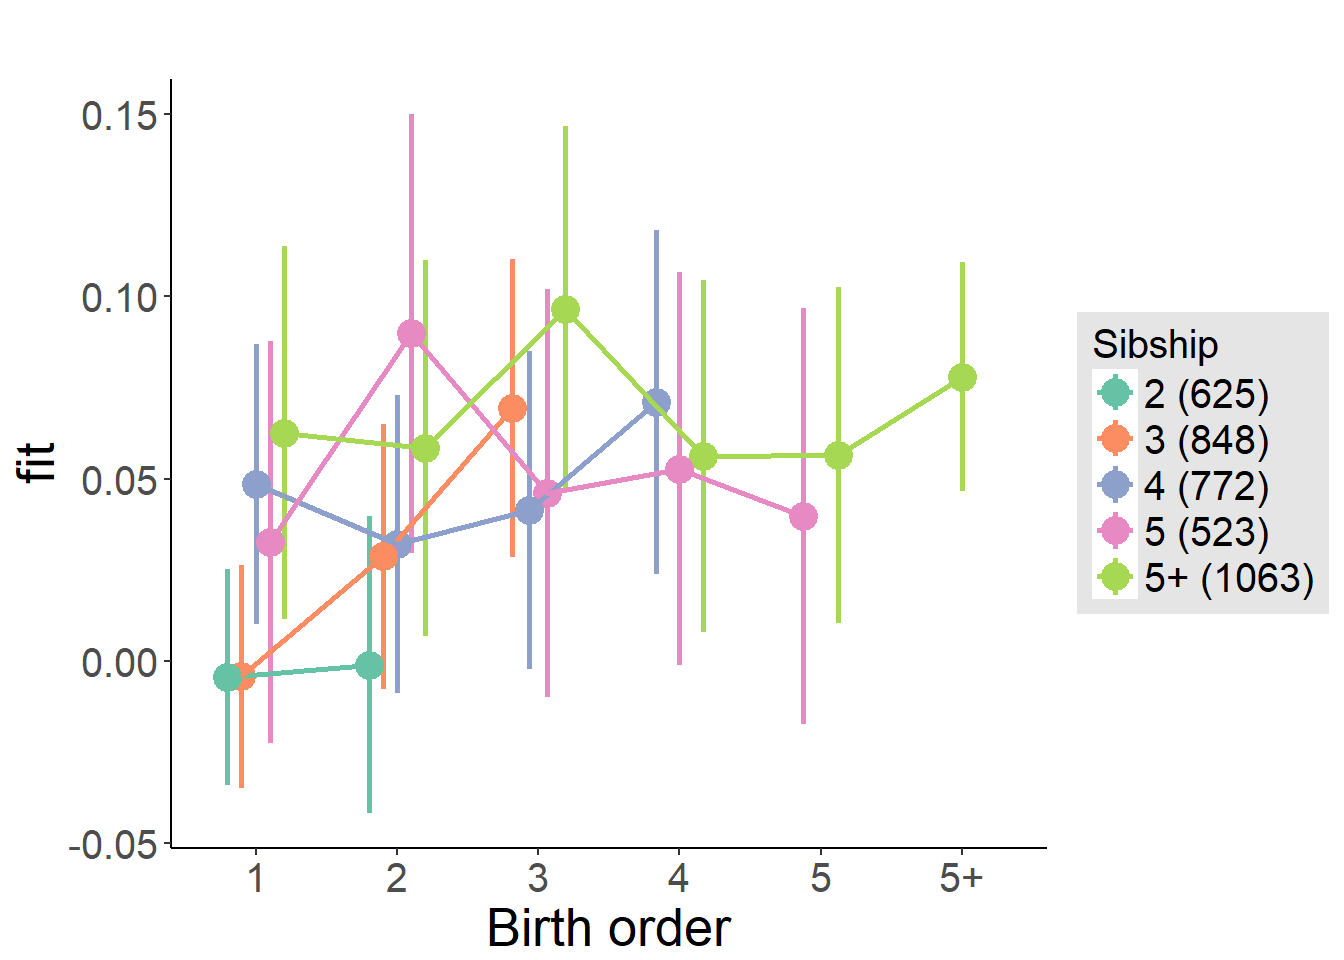 0.15
0.10
0.05
0.00
-0.05
fit
1 2 3 4 5 5+
Birth order
Sibship
2 (625)
3 (848)
4 (772)
5 (523)
5+ (1063)